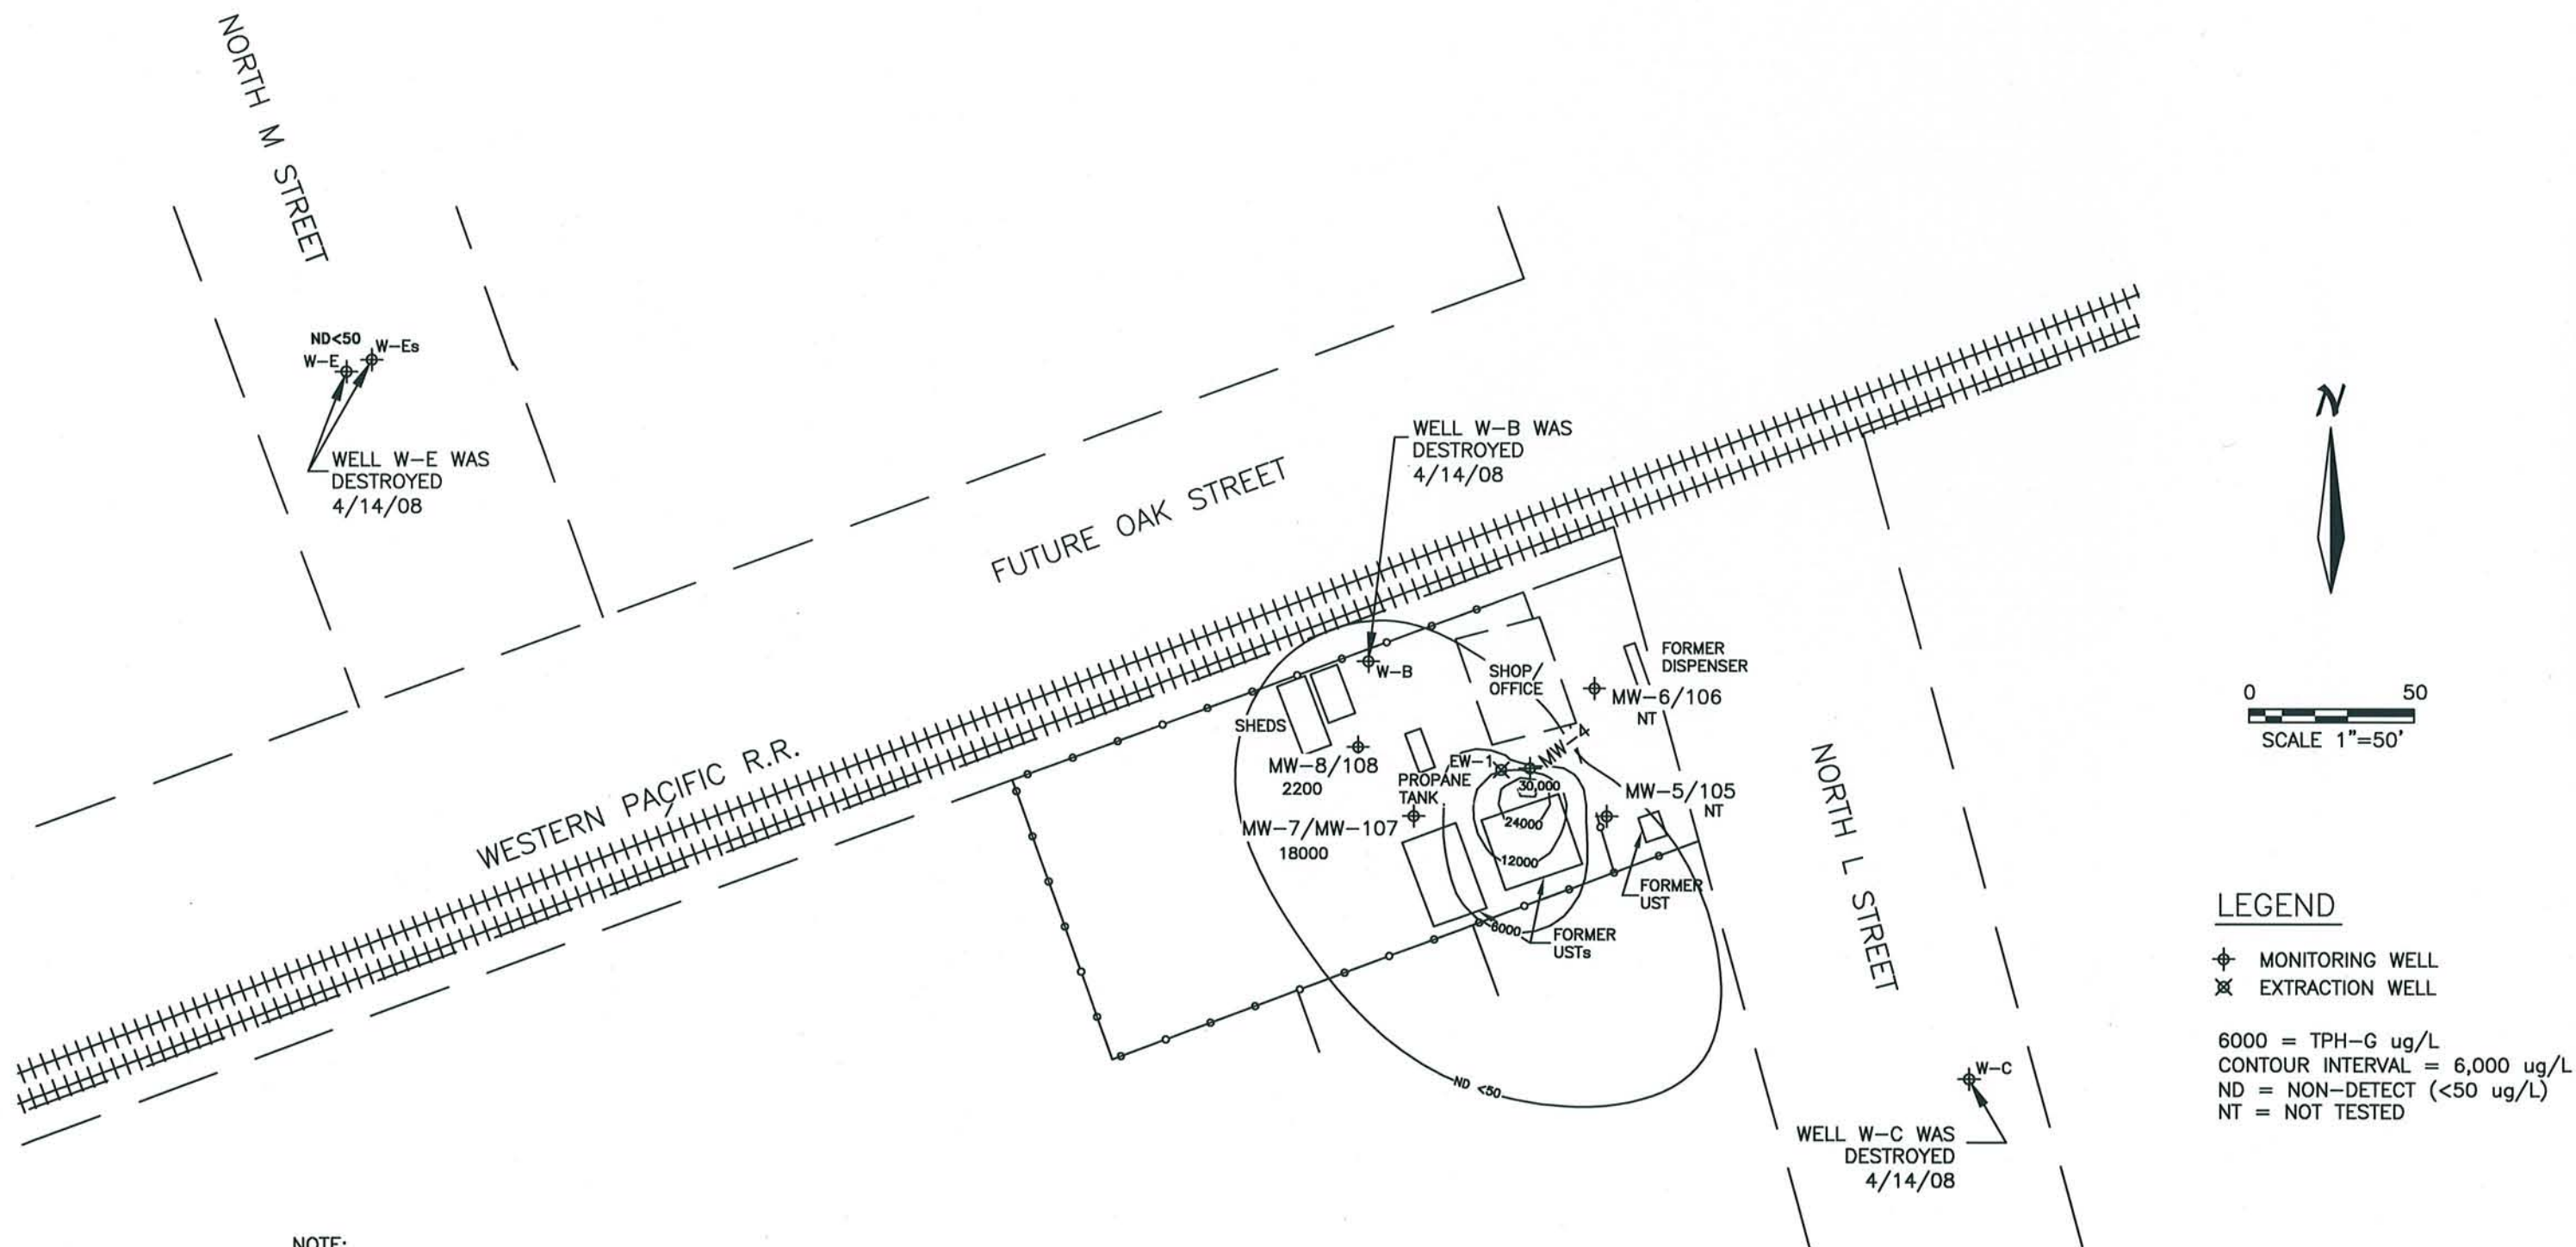 NORTH M STREET
ND<50
W-E
W-Es
WELL W-E WAS
DESTROYED
4/14/08
FUTURE OAK STREET
WELL W-B WAS
DESTROYED
4/14/08
WESTERN PACIFIC R.R.
W-B
SHEDS
SHOP/
OFFICE
FORMER
DISPENSER
MW-6/106
NT
MW-8/108
2200
PROPANE
TANK
EW-1
MW-4
30,000
24000
12000
6000
MW-5/105
NT
MW-7/MW-107
18000
FORMER
UST
FORMER
USTs
ND <50
NORTH L STREET
W-C
WELL W-C WAS
DESTROYED
4/14/08
N
0 50
SCALE 1"=50'
LEGEND
MONITORING WELL
EXTRACTION WELL
6000 = TPH-G ug/L
CONTOUR INTERVAL = 6,000 ug/L
ND = NON-DETECT (<50 ug/L)
NT = NOT TESTED
NOTE: